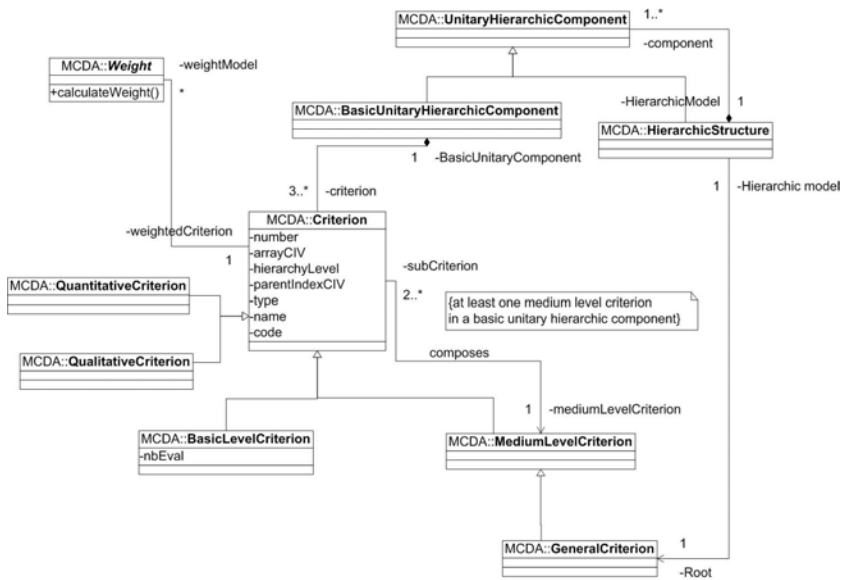 MCDA::UnitaryHierarchicComponent
1..*
-component
MCDA::Weight
+calculateWeight()
-weightModel
*
MCDA::BasicUnitaryHierarchicComponent
-HierarchicModel
1
MCDA::HierarchicStructure
1
-BasicUnitaryComponent
1
-Hierarchic model
3..*
-criterion
-weightedCriterion
1
MCDA::Criterion
-number
-arrayCIV
-hierarchyLevel
-parentIndexCIV
-type
-name
-code
-subCriterion
2..*
{at least one medium level criterion
in a basic unitary hierarchic component}
MCDA::QuantitativeCriterion
MCDA::QualitativeCriterion
composes
1
-mediumLevelCriterion
MCDA::BasicLevelCriterion
-nbEval
MCDA::MediumLevelCriterion
MCDA::GeneralCriterion
1
-Root